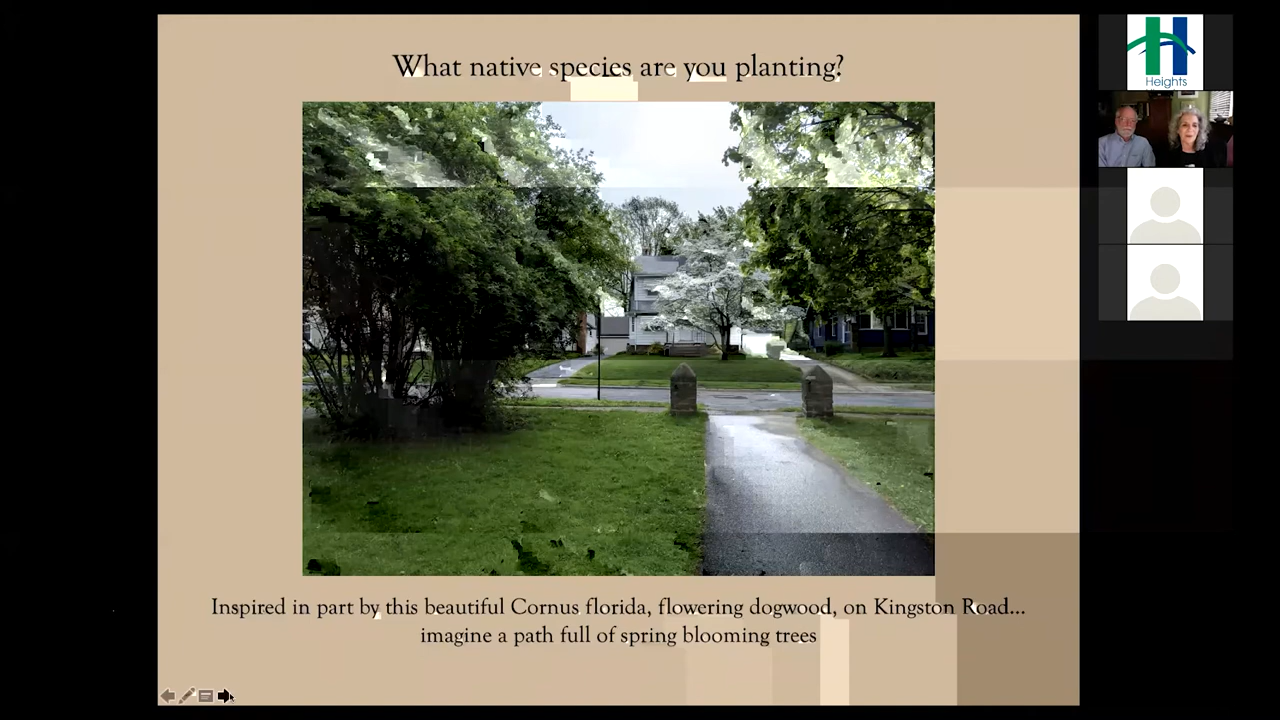 What native species are you planting?
Heights
Inspired in part by this beautiful Cornus florida, flowering dogwood, on Kingston Road...
imagine a path full of spring blooming trees